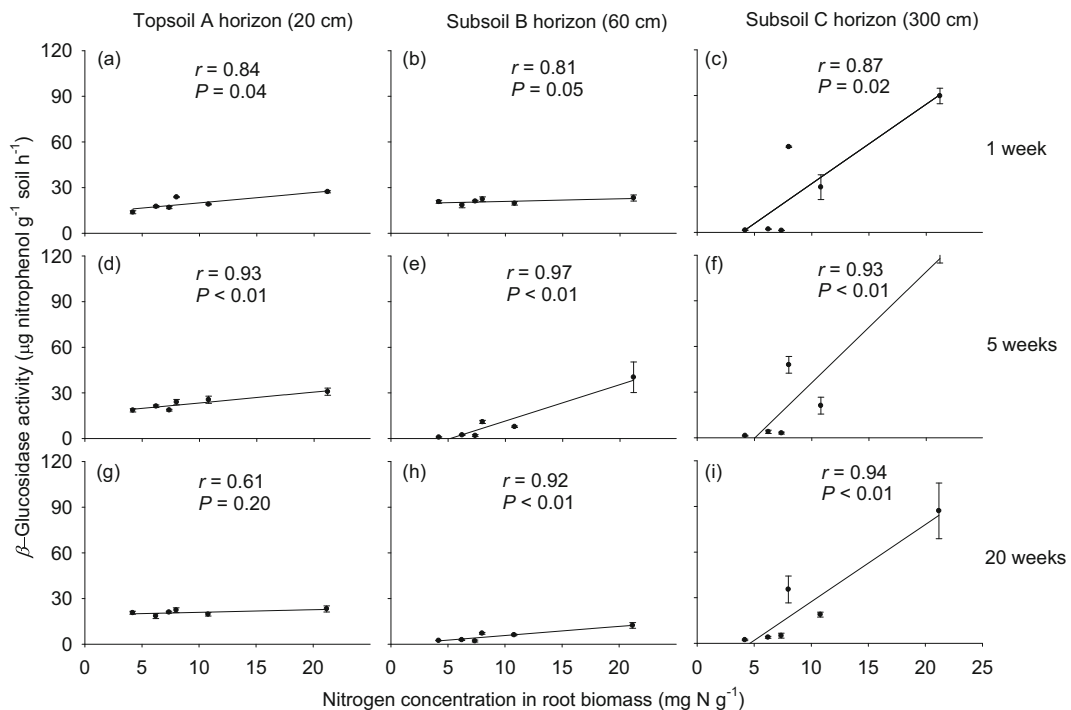 Topsoil A horizon (20 cm) Subsoil B horizon (60 cm) Subsoil C horizon (300 cm)
120 (a) r = 0.84 (b) r = 0.81 (c) r = 0.87
P = 0.04 P = 0.05 P = 0.02
90
60
1 week
30
0
120 (d) r = 0.93 (e) r = 0.97 (f) r = 0.93
P < 0.01 P < 0.01 P < 0.01
90
60
5 weeks
30
0
120 (g) r = 0.61 (h) r = 0.92 (i) r = 0.94
P = 0.20 P < 0.01 P < 0.01
90
60
20 weeks
30
0
0 5 10 15 20 0 5 10 15 20 0 5 10 15 20 25
Nitrogen concentration in root biomass (mg N g⁻¹)
β–Glucosidase activity (µg nitrophenol g⁻¹ soil h⁻¹)